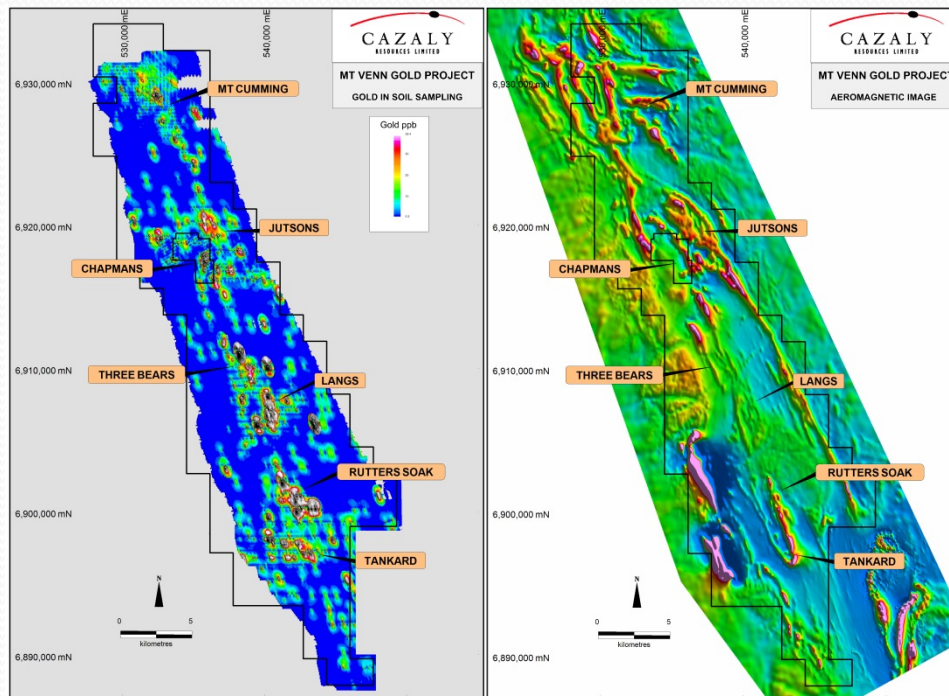 530,000 mE
540,000 mE
CAZALY
RESOURCES LIMITED
MT VENN GOLD PROJECT
GOLD IN SOIL SAMPLING
Gold ppb
6,930,000 mN
MT CUMMING
6,920,000 mN
JUTSONS
CHAPMANS
6,910,000 mN
THREE BEARS
LANGS
RUTTERS SOAK
6,900,000 mN
TANKARD
N
0 5
kilometres
6,890,000 mN
540,000 mE
CAZALY
RESOURCES LIMITED
MT VENN GOLD PROJECT
AEROMAGNETIC IMAGE
6,930,000 mN
MT CUMMING
6,920,000 mN
JUTSONS
CHAPMANS
6,910,000 mN
THREE BEARS
LANGS
RUTTERS SOAK
6,900,000 mN
TANKARD
N
0 5
kilometres
6,890,000 mN